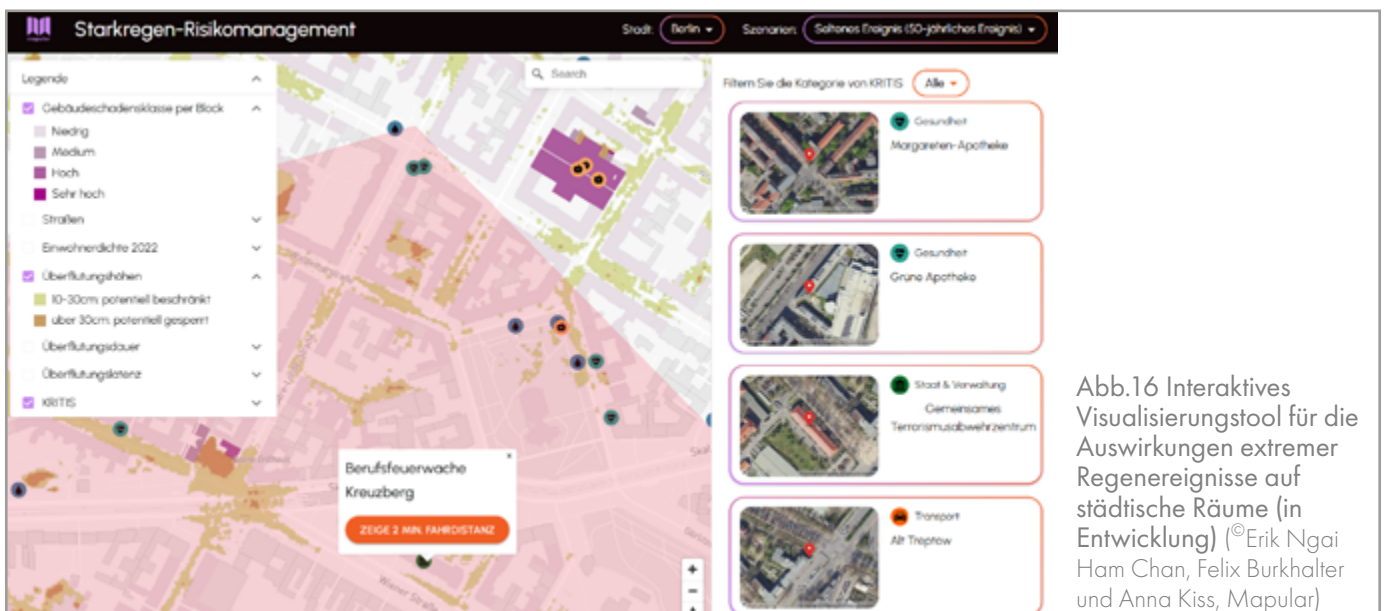 Starkregen-Risikomanagement
Stadt: Berlin
Szenarien: Seltenes Ereignis (50-jährliches Ereignis)
Legende
Gebäudeschadensklasse per Block
Niedrig
Medium
Hoch
Sehr hoch
Straßen
Einwohnerdichte 2022
Überflutungshöhen
10-30cm: potentiell beschränkt
über 30cm: potentiell gesperrt
Überflutungsdauer
Überflutungslatenz
KRITIS
Search
Berufsfeuerwache
Kreuzberg
ZEIGE 2 MIN. FAHRDISTANZ
Wiener Straße
Filtern Sie die Kategorie von KRITIS Alle
Gesundheit
Margareten-Apotheke
Gesundheit
Grüne Apotheke
Staat & Verwaltung
Gemeinsames
Terrorismusabwehrzentrum
Transport
Alt Treptow
Abb.16 Interaktives
Visualisierungstool für die
Auswirkungen extremer
Regenereignisse auf
städtische Räume (in
Entwicklung) (©Erik Ngai
Ham Chan, Felix Burkhalter
und Anna Kiss, Mapular)